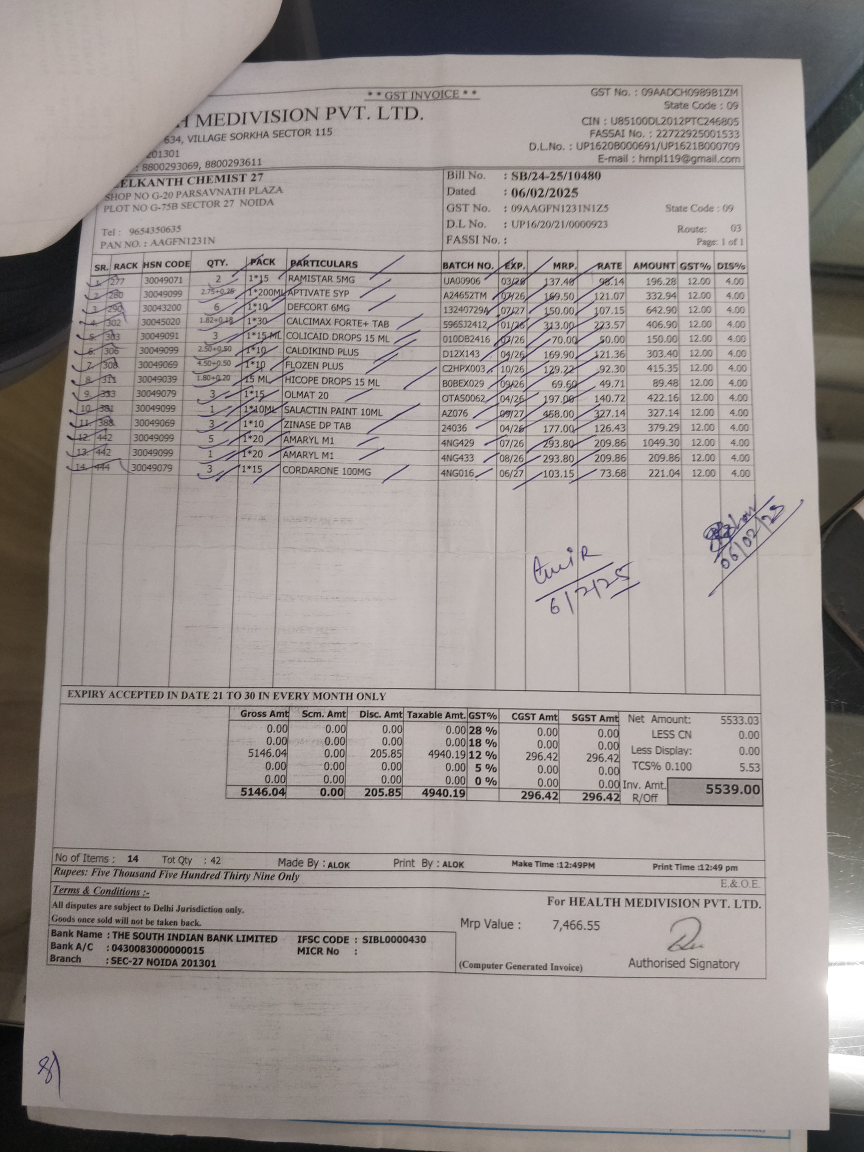 * * GST INVOICE * *
GST No. : 09AADCH0989B1ZM
State Code : 09
H MEDIVISION PVT. LTD.
CIN : U85100DL2012PTC246805
634, VILLAGE SORKHA SECTOR 115
FASSAI No. : 22722925001533
201301
D.L.No. : UP1620B000691/UP16218000709
: 8800293069, 8800293611
E-mail : hmpl119@gmail.com
ELKANTH CHEMIST 27
SHOP NO G-20 PARSAVNATH PLAZA
PLOT NO G-75B SECTOR 27 NOIDA
Tel : 9654350635
PAN NO. : AAGFN1231N
Bill No. : SB/24-25/10480
Dated : 06/02/2025
GST No. : 09AAGFN1231N1Z5 State Code : 09
D.L No. : UP16/20/21/0000923 Route: 03
FASSI No. : Page: 1 of 1
SR. RACK HSN CODE QTY. PACK PARTICULARS BATCH NO. EXP. MRP. RATE AMOUNT GST% DIS%
1. 277 30049071 2 1*15 RAMISTAR 5MG UA00906 03/26 137.40 98.14 196.28 12.00 4.00
2. 280 30049099 2.75+0.25 1*200ML APTIVATE SYP A24652TM 07/26 169.50 121.07 332.94 12.00 4.00
3. 290 30043200 6 1*10 DEFCORT 6MG 13240729A 07/27 150.00 107.15 642.90 12.00 4.00
4. 302 30045020 1.82+0.18 1*30 CALCIMAX FORTE+ TAB 596SJ2412 01/26 313.00 223.57 406.90 12.00 4.00
5. 303 30049091 3 1*15 ML COLICAID DROPS 15 ML 010DB2416 07/26 70.00 50.00 150.00 12.00 4.00
6. 306 30049099 2.50+0.50 1*10 CALDIKIND PLUS D12X143 04/26 169.90 121.36 303.40 12.00 4.00
7. 308 30049069 4.50+0.50 1*10 FLOZEN PLUS C2HPX003 10/26 129.22 92.30 415.35 12.00 4.00
8. 311 30049039 1.80+0.20 15 ML HICOPE DROPS 15 ML B0BEX029 09/26 69.60 49.71 89.48 12.00 4.00
9. 333 30049079 3 1*15 OLMAT 20 OTAS0062 04/26 197.00 140.72 422.16 12.00 4.00
10. 381 30049099 1 1*10ML SALACTIN PAINT 10ML AZ076 09/27 468.00 327.14 327.14 12.00 4.00
11. 388 30049069 3 1*10 ZINASE DP TAB 24036 04/26 177.00 126.43 379.29 12.00 4.00
12. 442 30049099 5 1*20 AMARYL M1 4NG429 07/26 293.80 209.86 1049.30 12.00 4.00
13. 442 30049099 1 1*20 AMARYL M1 4NG433 08/26 293.80 209.86 209.86 12.00 4.00
14. 444 30049079 3 1*15 CORDARONE 100MG 4NG016 06/27 103.15 73.68 221.04 12.00 4.00
6/2/25
06/02/25
EXPIRY ACCEPTED IN DATE 21 TO 30 IN EVERY MONTH ONLY
Gross Amt Scm. Amt Disc. Amt Taxable Amt. GST% CGST Amt SGST Amt
0.00 0.00 0.00 0.00 28 % 0.00 0.00
0.00 0.00 0.00 0.00 18 % 0.00 0.00
5146.04 0.00 205.85 4940.19 12 % 296.42 296.42
0.00 0.00 0.00 0.00 5 % 0.00 0.00
0.00 0.00 0.00 0.00 0 % 0.00 0.00
5146.04 0.00 205.85 4940.19 296.42 296.42
Net Amount: 5533.03
LESS CN 0.00
Less Display: 0.00
TCS% 0.100 5.53
Inv. Amt. 5539.00
R/Off
No of Items : 14 Tot Qty : 42 Made By : ALOK Print By : ALOK Make Time :12:49PM Print Time :12:49 pm
Rupees: Five Thousand Five Hundred Thirty Nine Only
E.& O.E.
Terms & Conditions :-
All disputes are subject to Delhi Jurisdiction only.
Goods once sold will not be taken back.
For HEALTH MEDIVISION PVT. LTD.
Mrp Value : 7,466.55
Bank Name : THE SOUTH INDIAN BANK LIMITED IFSC CODE : SIBL0000430
Bank A/C : 0430083000000015 MICR No :
Branch : SEC-27 NOIDA 201301
(Computer Generated Invoice)
Authorised Signatory
8)